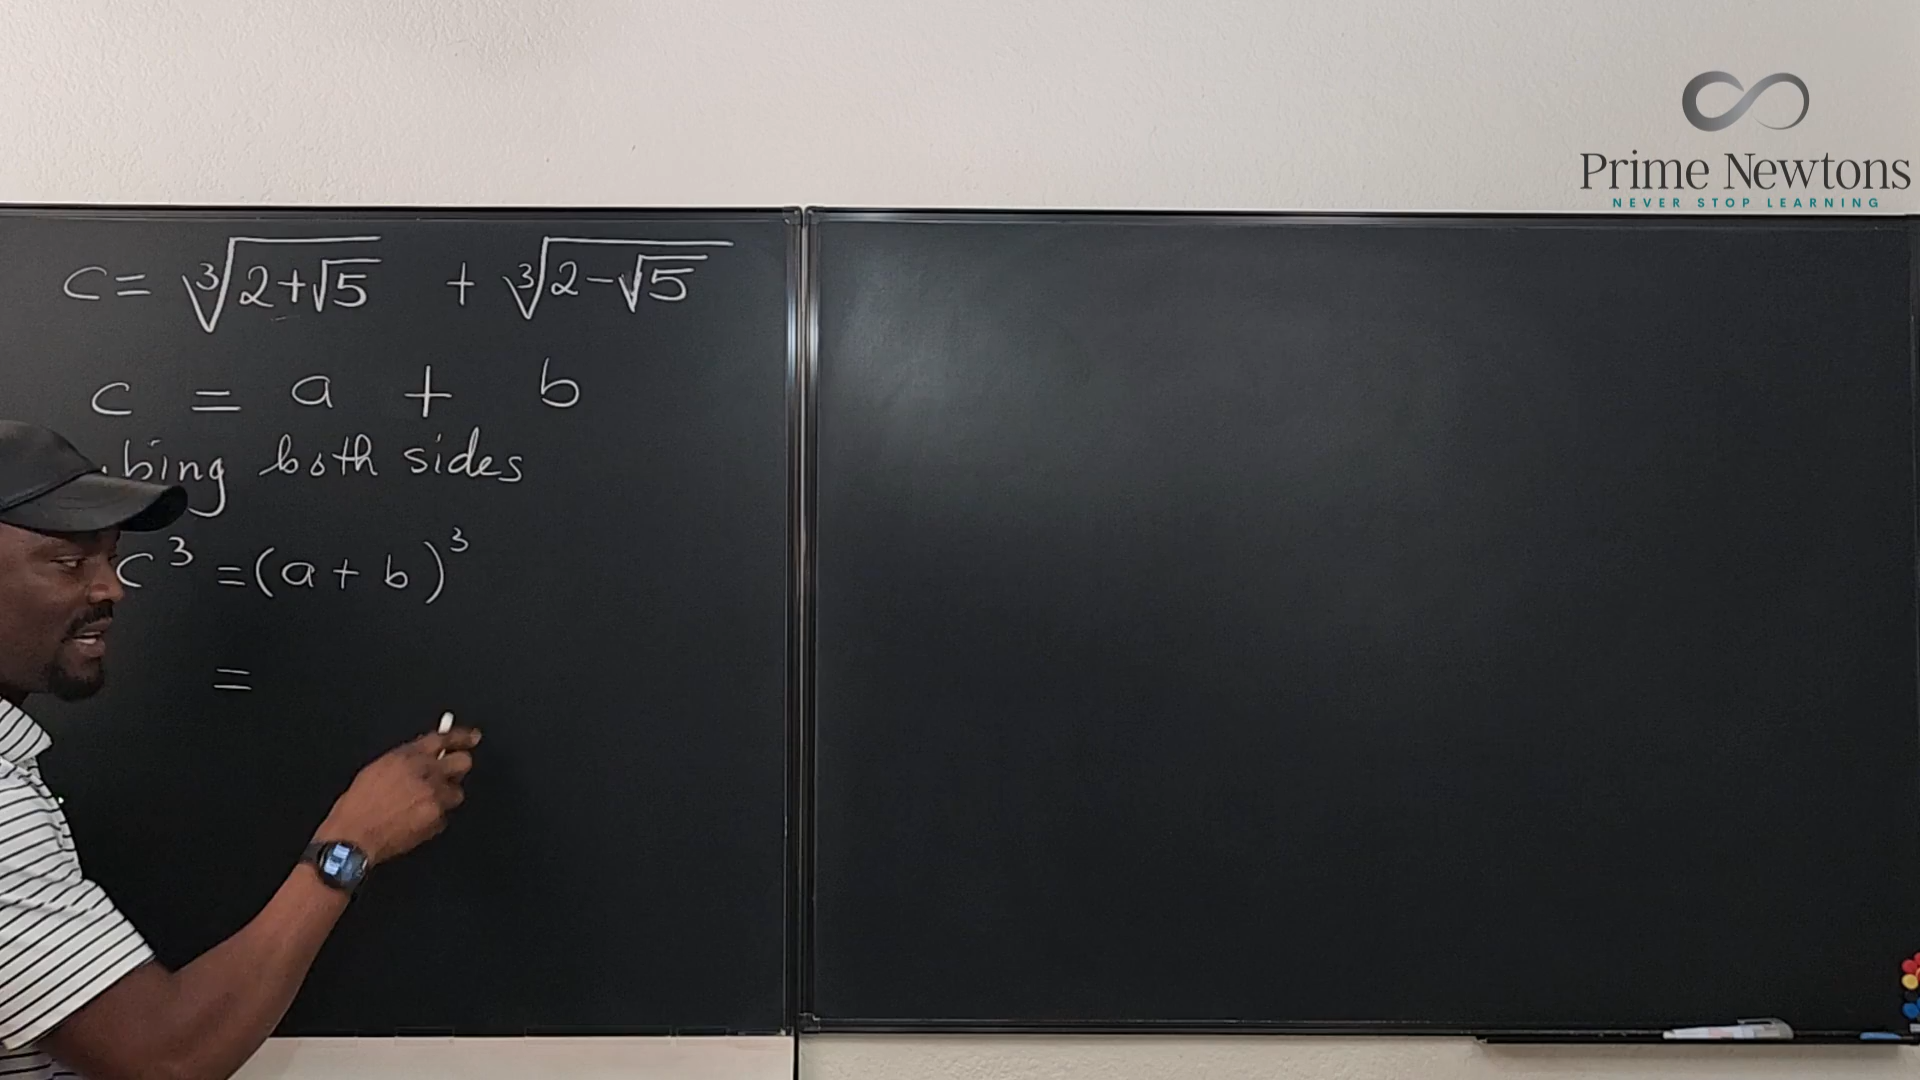 Prime Newtons
NEVER STOP LEARNING
c = ∛(2+√5) + ∛(2-√5)
c = a + b
bing both sides
c³ = (a + b)³
=